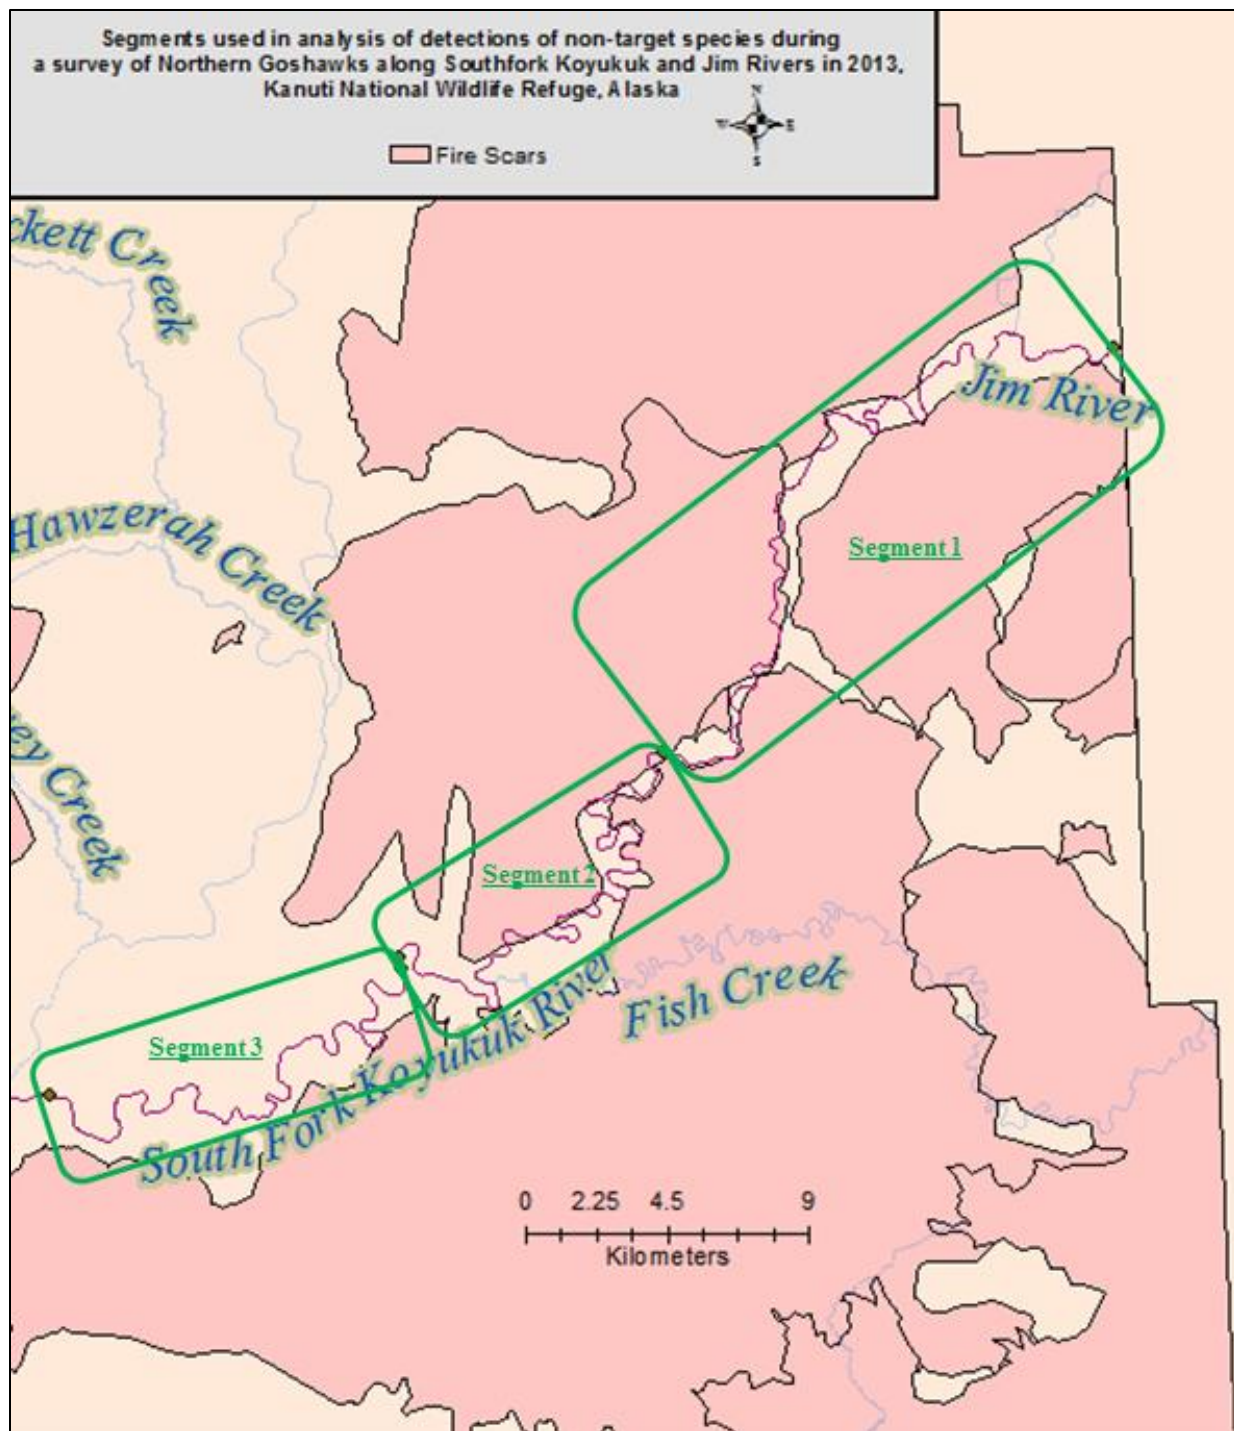 Segments used in analysis of detections of non-target species during
a survey of Northern Goshawks along Southfork Koyukuk and Jim Rivers in 2013,
Kanuti National Wildlife Refuge, Alaska
N
W E
S
Fire Scars
ckett Creek
Jim River
Hawzerah Creek
Segment 1
ey Creek
Segment 2
Fish Creek
Segment 3
South Fork Koyukuk River
0 2.25 4.5 9
Kilometers